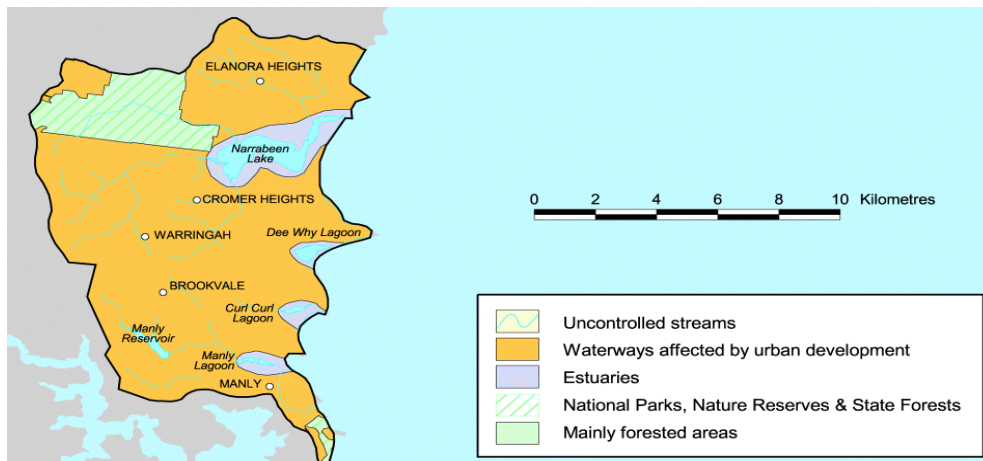 ELANORA HEIGHTS
Narrabeen
Lake
CROMER HEIGHTS
Dee Why Lagoon
WARRINGAH
BROOKVALE
Curl Curl
Lagoon
Manly
Reservoir
Manly
Lagoon
MANLY
0 2 4 6 8 10 Kilometres
Uncontrolled streams
Waterways affected by urban development
Estuaries
National Parks, Nature Reserves & State Forests
Mainly forested areas